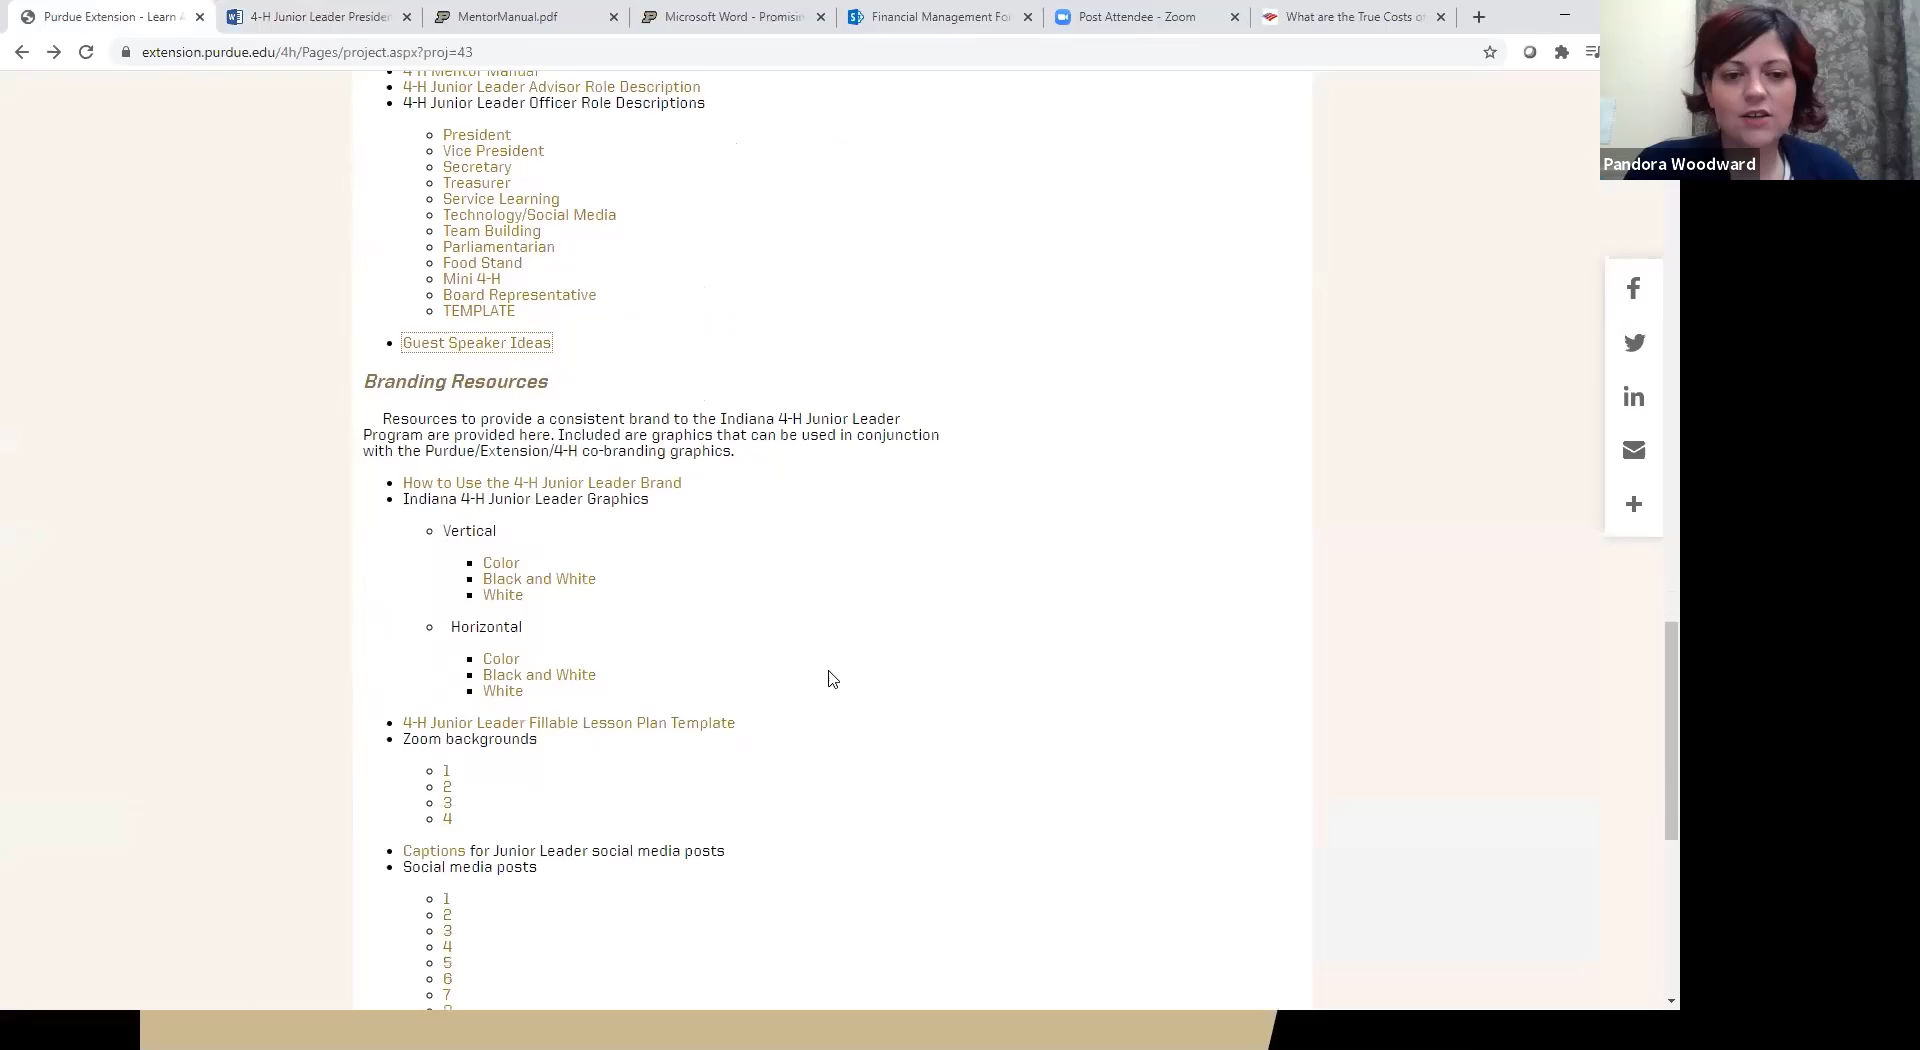 Purdue Extension - Learn A
4-H Junior Leader Presiden
MentorManual.pdf
Microsoft Word - Promisin
Financial Management For
Post Attendee - Zoom
What are the True Costs of
extension.purdue.edu/4h/Pages/project.aspx?proj=43
Pandora Woodward
4-H Mentor Manual
4-H Junior Leader Advisor Role Description
4-H Junior Leader Officer Role Descriptions
President
Vice President
Secretary
Treasurer
Service Learning
Technology/Social Media
Team Building
Parliamentarian
Food Stand
Mini 4-H
Board Representative
TEMPLATE
Guest Speaker Ideas
Branding Resources
Resources to provide a consistent brand to the Indiana 4-H Junior Leader
Program are provided here. Included are graphics that can be used in conjunction
with the Purdue/Extension/4-H co-branding graphics.
How to Use the 4-H Junior Leader Brand
Indiana 4-H Junior Leader Graphics
Vertical
Color
Black and White
White
Horizontal
Color
Black and White
White
4-H Junior Leader Fillable Lesson Plan Template
Zoom backgrounds
1
2
3
4
Captions for Junior Leader social media posts
Social media posts
1
2
3
4
5
6
7